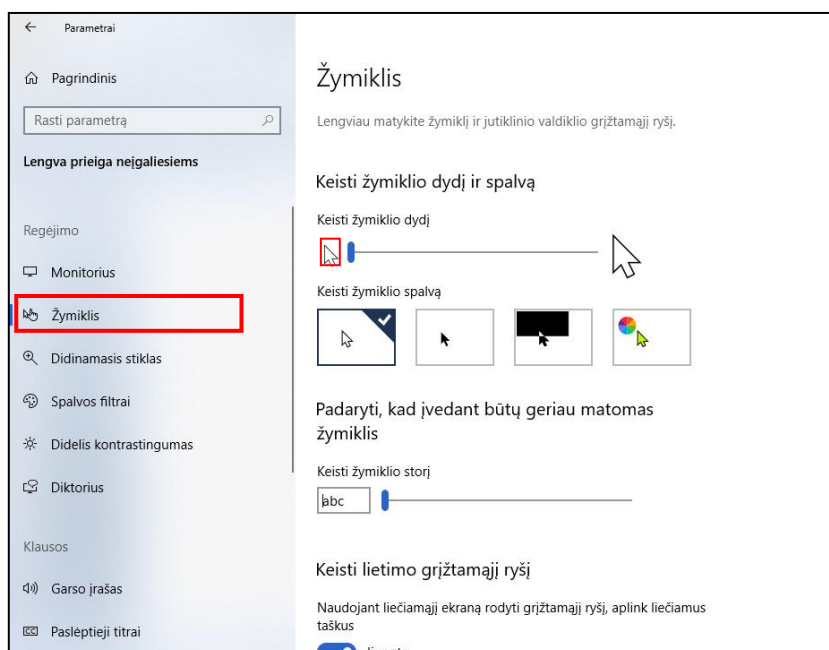 Parametrai
Pagrindinis
Rasti parametrą
Lengva prieiga neįgaliesiems
Regėjimo
Monitorius
Žymiklis
Didinamasis stiklas
Spalvos filtrai
Didelis kontrastingumas
Diktorius
Klausos
Garso įrašas
Paslėptieji titrai
Žymiklis
Lengviau matykite žymiklį ir jutiklinio valdiklio grįžtamąjį ryšį.
Keisti žymiklio dydį ir spalvą
Keisti žymiklio dydį
Keisti žymiklio spalvą
Padaryti, kad įvedant būtų geriau matomas
žymiklis
Keisti žymiklio storį
abc
Keisti lietimo grįžtamąjį ryšį
Naudojant liečiamąjį ekraną rodyti grįžtamąjį ryšį, aplink liečiamus
taškus